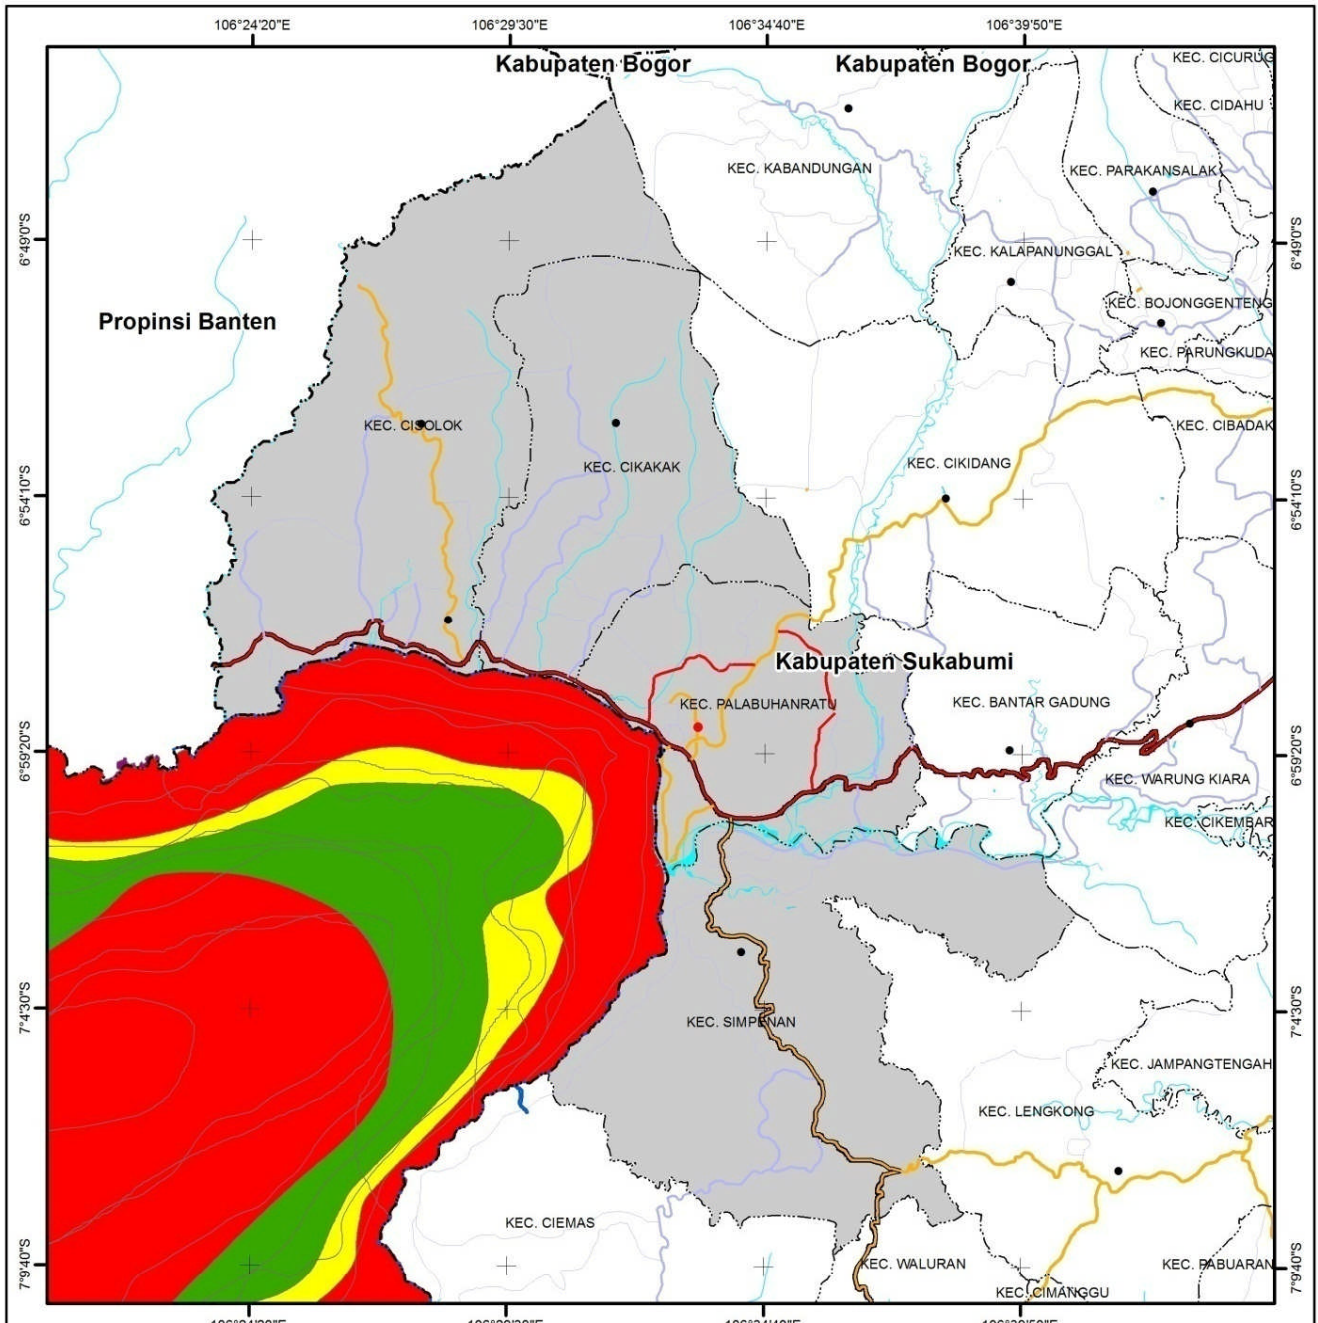 106°24'20"E
106°29'30"E
106°34'40"E
106°39'50"E
Kabupaten Bogor
Kabupaten Bogor
KEC. CICURUG
KEC. CIDAHU
KEC. KABANDUNGAN
KEC. PARAKANSALAK
6°49'0"S
6°49'0"S
KEC. KALAPANUNGGAL
KEC. BOJONGGENTENG
Propinsi Banten
KEC. PARUNGKUDA
KEC. CISOLOK
KEC. CIBADAK
KEC. CIKAKAK
KEC. CIKIDANG
6°54'10"S
6°54'10"S
Kabupaten Sukabumi
KEC. PALABUHANRATU
KEC. BANTAR GADUNG
6°59'20"S
6°59'20"S
KEC. WARUNG KIARA
KEC. CIKEMBAR
7°4'30"S
7°4'30"S
KEC. SIMPENAN
KEC. JAMPANGTENGAH
KEC. LENGKONG
KEC. CIEMAS
7°9'40"S
7°9'40"S
KEC. WALURAN
KEC. PABUARAN
KEC. CIMANGGU